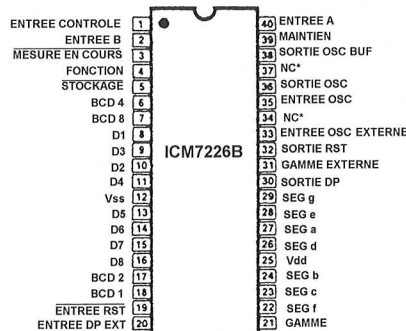 ENTREE CONTROLE 1
ENTREE B 2
MESURE EN COURS 3
FONCTION 4
STOCKAGE 5
BCD 4 6
BCD 8 7
D1 8
D3 9
D2 10
D4 11
Vss 12
D5 13
D6 14
D7 15
D8 16
BCD 2 17
BCD 1 18
ENTREE RST 19
ENTREE DP EXT 20
ICM7226B
40 ENTREE A
39 MAINTIEN
38 SORTIE OSC BUF
37 NC*
36 SORTIE OSC
35 ENTREE OSC
34 NC*
33 ENTREE OSC EXTERNE
32 SORTIE RST
31 GAMME EXTERNE
30 SORTIE DP
29 SEG g
28 SEG e
27 SEG a
26 SEG d
25 Vdd
24 SEG b
23 SEG c
22 SEG f
21 GAMME